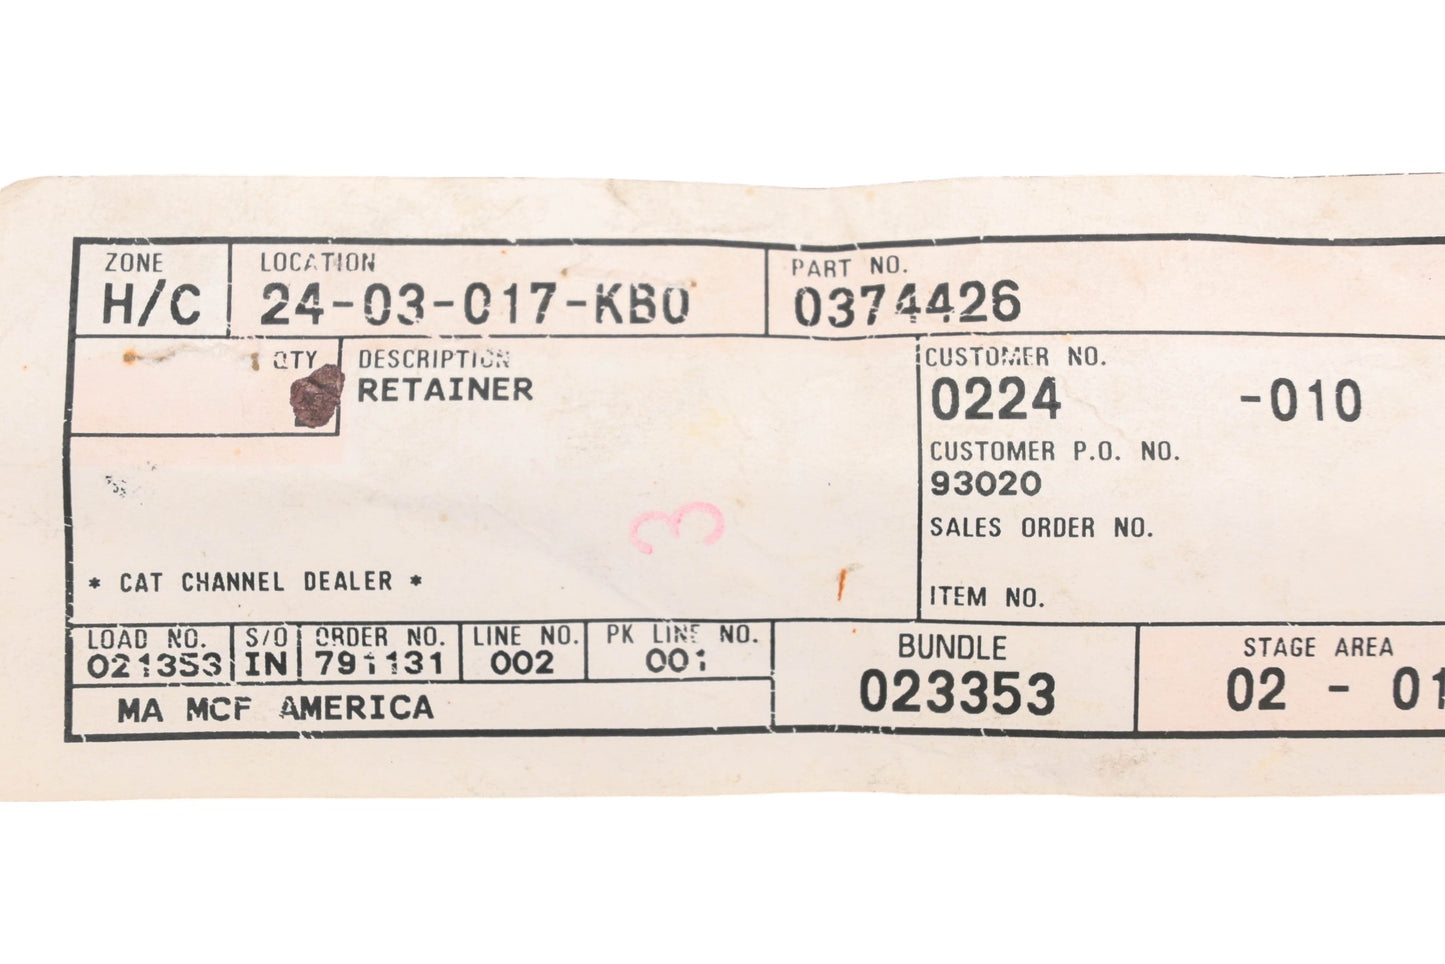 ZONE LOCATION PART NO.
H/C 24-03-017-KB0 0374426
QTY DESCRIPTION CUSTOMER NO.
RETAINER 0224 -010
CUSTOMER P.O. NO.
93020
3
SALES ORDER NO.
* CAT CHANNEL DEALER *
ITEM NO.
LOAD NO. S/O ORDER NO. LINE NO. PK LINE NO. BUNDLE STAGE AREA
021353 IN 791131 002 001 023353 02 - 01
MA MCF AMERICA